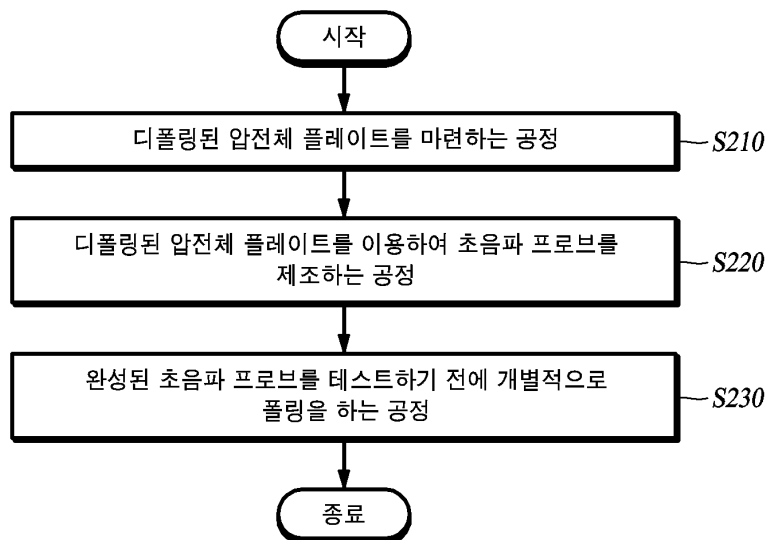 시작
디폴링된 압전체 플레이트를 마련하는 공정
S210
디폴링된 압전체 플레이트를 이용하여 초음파 프로브를
제조하는 공정
S220
완성된 초음파 프로브를 테스트하기 전에 개별적으로
폴링을 하는 공정
S230
종료